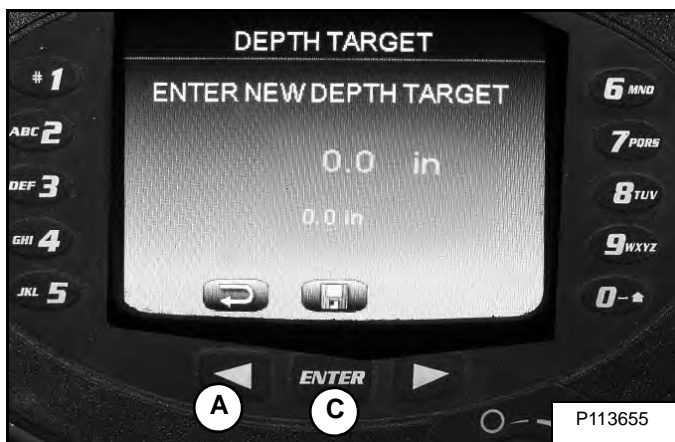 DEPTH TARGET
ENTER NEW DEPTH TARGET
0.0 in
0.0 in
# 1
ABC 2
DEF 3
GHI 4
JKL 5
6 MNO
7 PQRS
8 TUV
9 WXYZ
0
ENTER
A
C
P113655